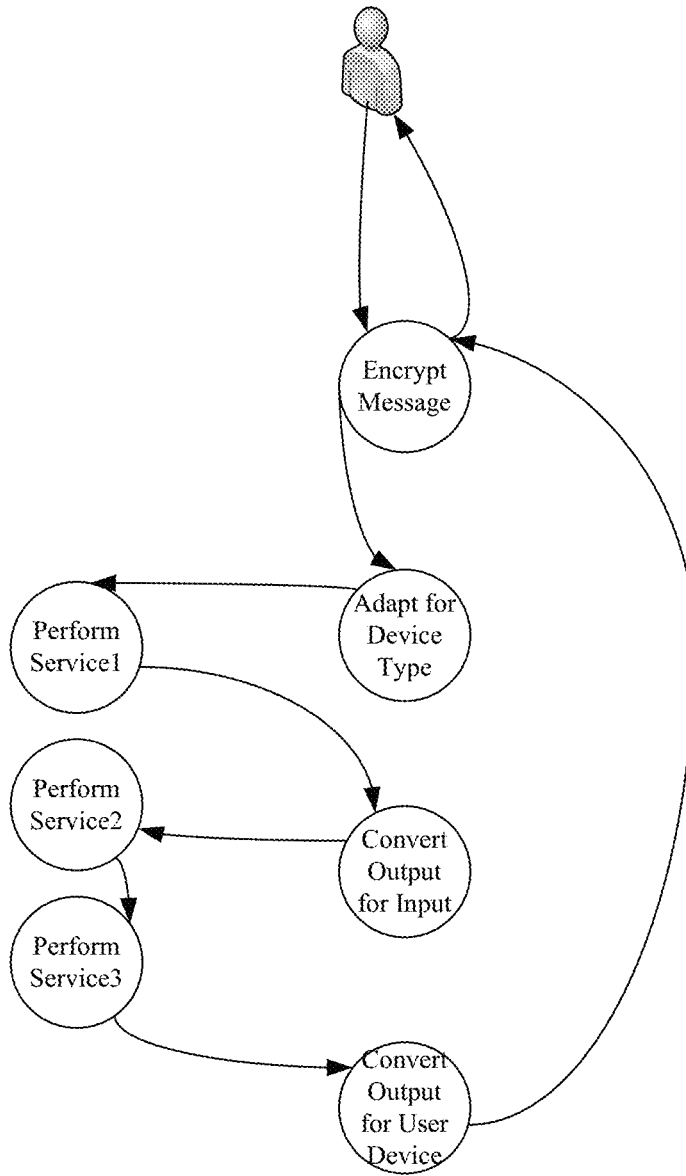 Encrypt
Message
Adapt for
Device
Type
Perform
Service1
Perform
Service2
Convert
Output
for Input
Perform
Service3
Convert
Output
for User
Device